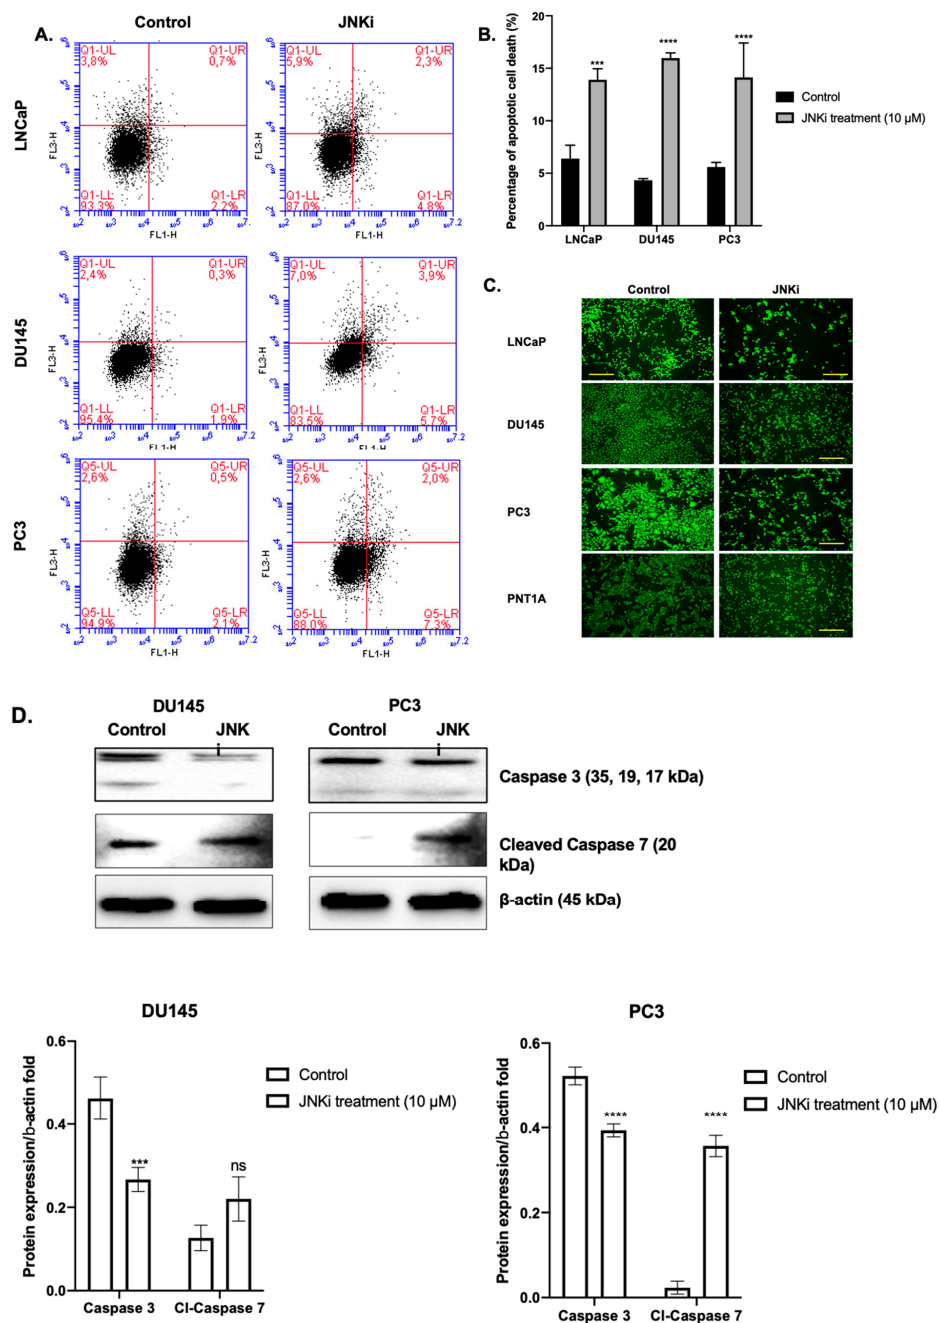 A.
Control
JNKi
LNCaP
Q1-UL
3,8%
Q1-UR
0,7%
Q1-LL
93,3%
Q1-LR
2,2%
FL3-H
FL1-H
Q1-UL
5,9%
Q1-UR
2,3%
Q1-LL
87,0%
Q1-LR
4,8%
FL3-H
FL1-H
DU145
Q1-UL
2,4%
Q1-UR
0,3%
Q1-LL
95,4%
Q1-LR
1,9%
FL3-H
FL1-H
Q1-UL
7,0%
Q1-UR
3,9%
Q1-LL
83,5%
Q1-LR
5,7%
FL3-H
FL1-H
PC3
Q5-UL
2,6%
Q5-UR
0,5%
Q5-LL
94,9%
Q5-LR
2,1%
FL3-H
FL1-H
Q5-UL
2,6%
Q5-UR
2,0%
Q5-LL
88,0%
Q5-LR
7,3%
FL3-H
FL1-H
B.
Percentage of apoptotic cell death (%)
20
15
10
5
0
***
****
****
LNCaP
DU145
PC3
Control
JNKi treatment (10 µM)
C.
Control
JNKi
LNCaP
DU145
PC3
PNT1A
D.
DU145
Control
JNK
i
PC3
Control
JNK
i
Caspase 3 (35, 19, 17 kDa)
Cleaved Caspase 7 (20
kDa)
β-actin (45 kDa)
DU145
Protein expression/b-actin fold
0.6
0.4
0.2
0.0
***
ns
Caspase 3
Cl-Caspase 7
Control
JNKi treatment (10 µM)
PC3
Protein expression/b-actin fold
0.6
0.4
0.2
0.0
****
****
Caspase 3
Cl-Caspase 7
Control
JNKi treatment (10 µM)